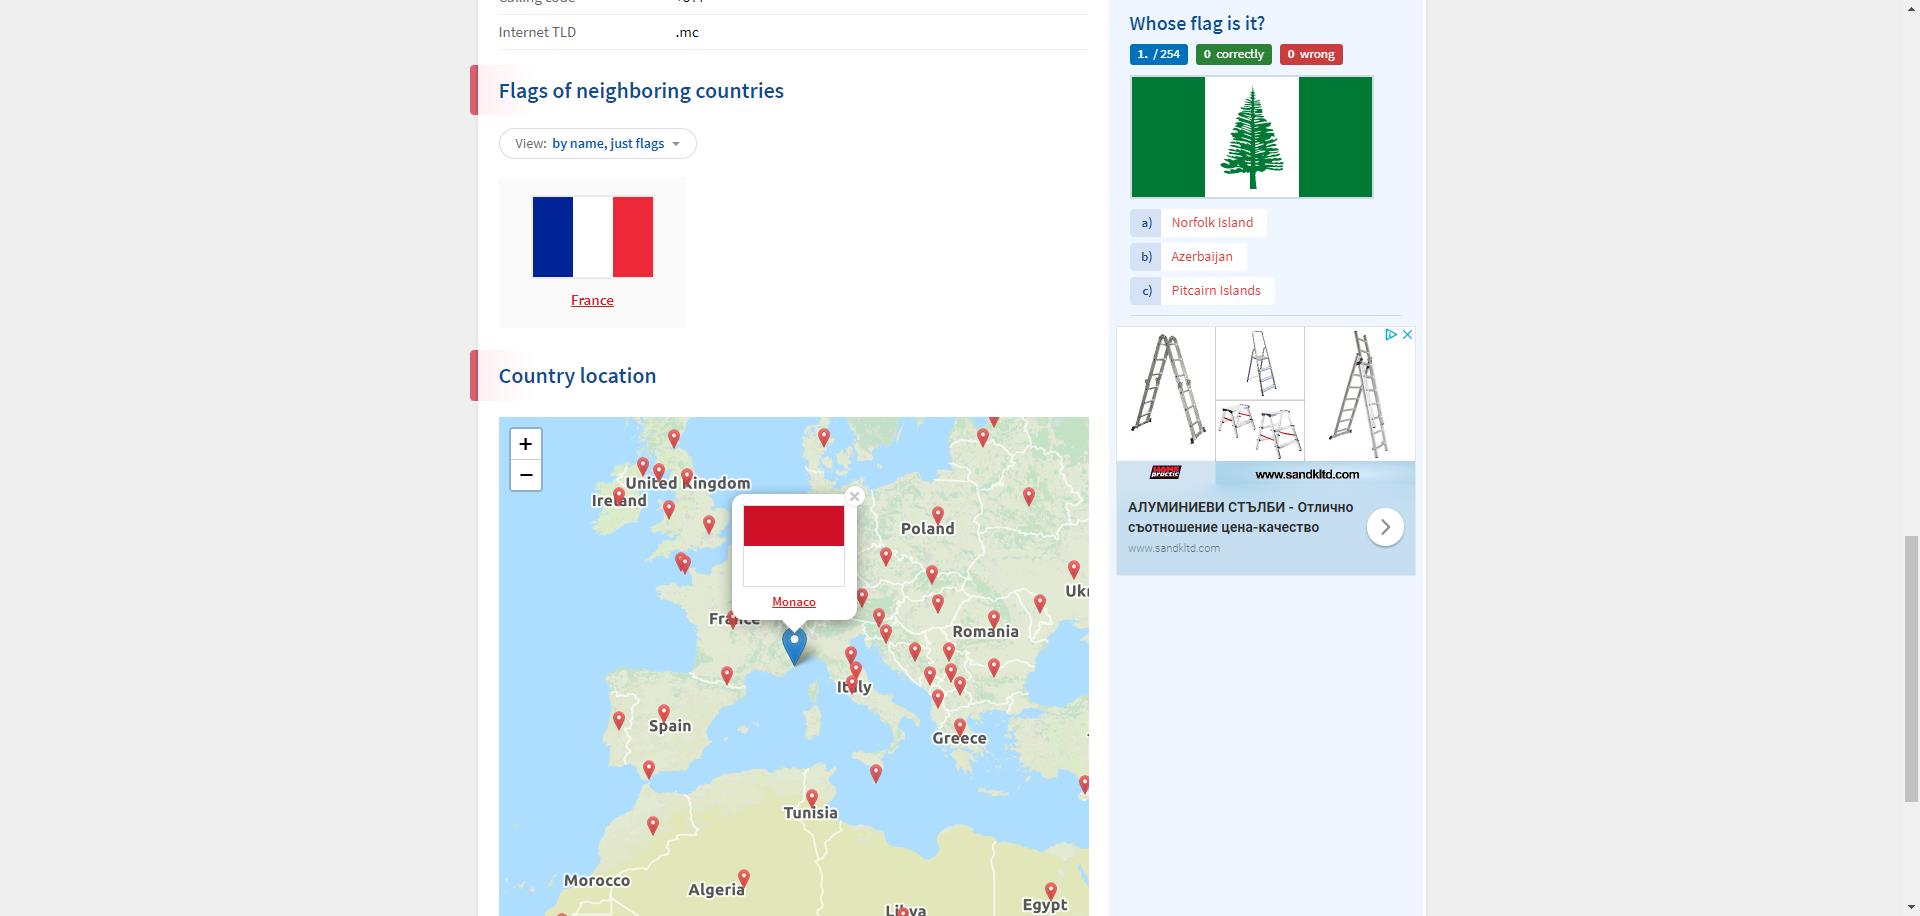 Internet TLD .mc
Flags of neighboring countries
View: by name, just flags
France
Country location
+
−
United Kingdom
Ireland
Poland
Monaco
France
Romania
Italy
Spain
Greece
Tunisia
Morocco
Algeria
Libya
Egypt
Whose flag is it?
1. / 254 0 correctly 0 wrong
a) Norfolk Island
b) Azerbaijan
c) Pitcairn Islands
HOME
practic
www.sandkltd.com
АЛУМИНИЕВИ СТЪЛБИ - Отлично
съотношение цена-качество
www.sandkltd.com